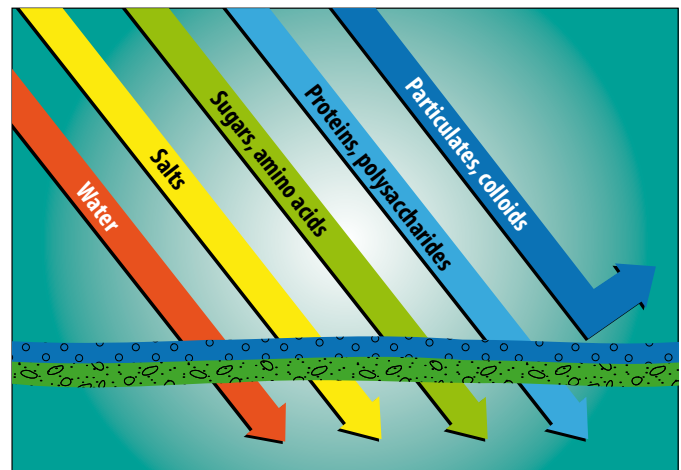 Water
Salts
Sugars, amino acids
Proteins, polysaccharides
Particulates, colloids